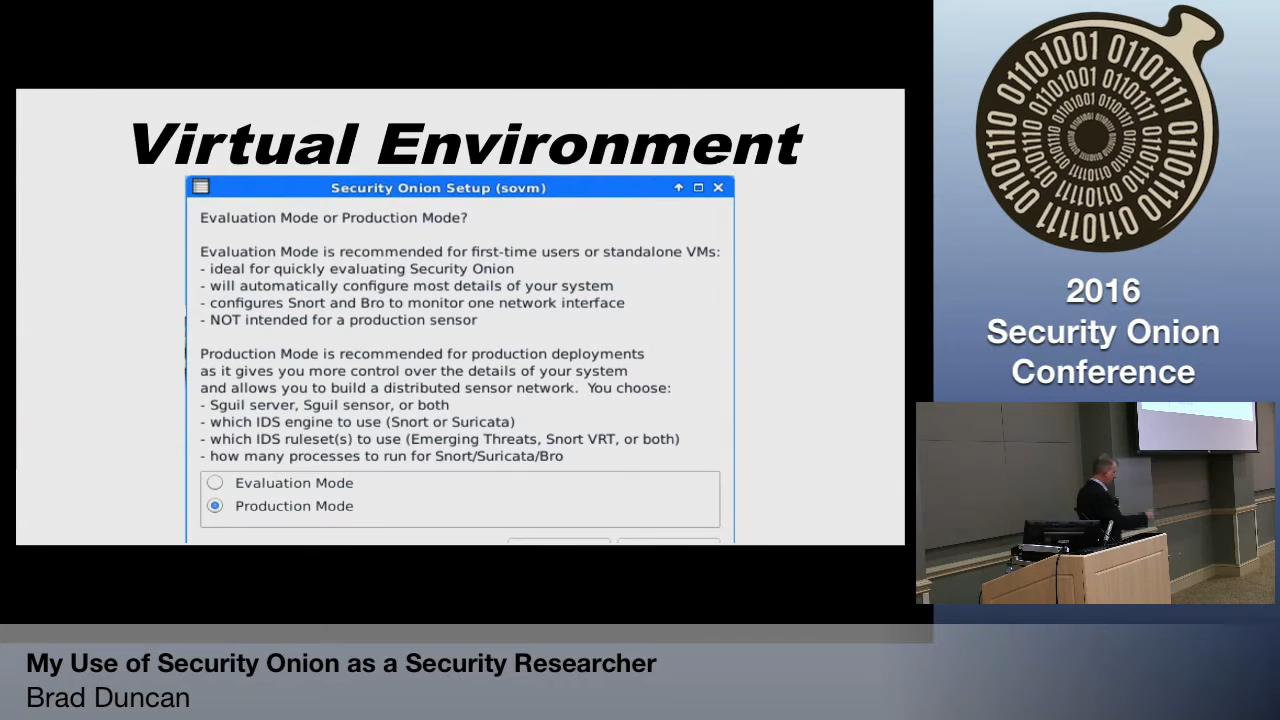 Virtual Environment
Security Onion Setup (sovm)
Evaluation Mode or Production Mode?
Evaluation Mode is recommended for first-time users or standalone VMs:
- ideal for quickly evaluating Security Onion
- will automatically configure most details of your system
- configures Snort and Bro to monitor one network interface
- NOT intended for a production sensor
Production Mode is recommended for production deployments
as it gives you more control over the details of your system
and allows you to build a distributed sensor network.  You choose:
- Sguil server, Sguil sensor, or both
- which IDS engine to use (Snort or Suricata)
- which IDS ruleset(s) to use (Emerging Threats, Snort VRT, or both)
- how many processes to run for Snort/Suricata/Bro
Evaluation Mode
Production Mode
01101001 01101111 01101110 01101111
2016
Security Onion
Conference
My Use of Security Onion as a Security Researcher
Brad Duncan